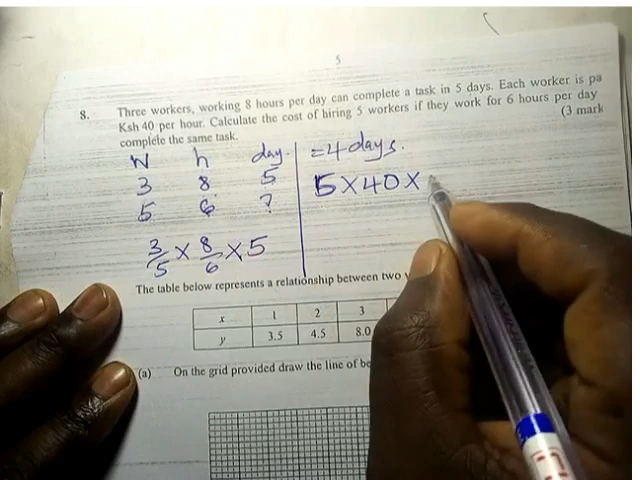 5
8. Three workers, working 8 hours per day can complete a task in 5 days. Each worker is pa
Ksh 40 per hour. Calculate the cost of hiring 5 workers if they work for 6 hours per day
complete the same task. (3 mark
W h day
3 8 5
5 6 ?
3/5 × 8/6 × 5
= 4 days.
5 × 40 ×
The table below represents a relationship between two
x 1 2 3
y 3.5 4.5 8.0
(a) On the grid provided draw the line of be